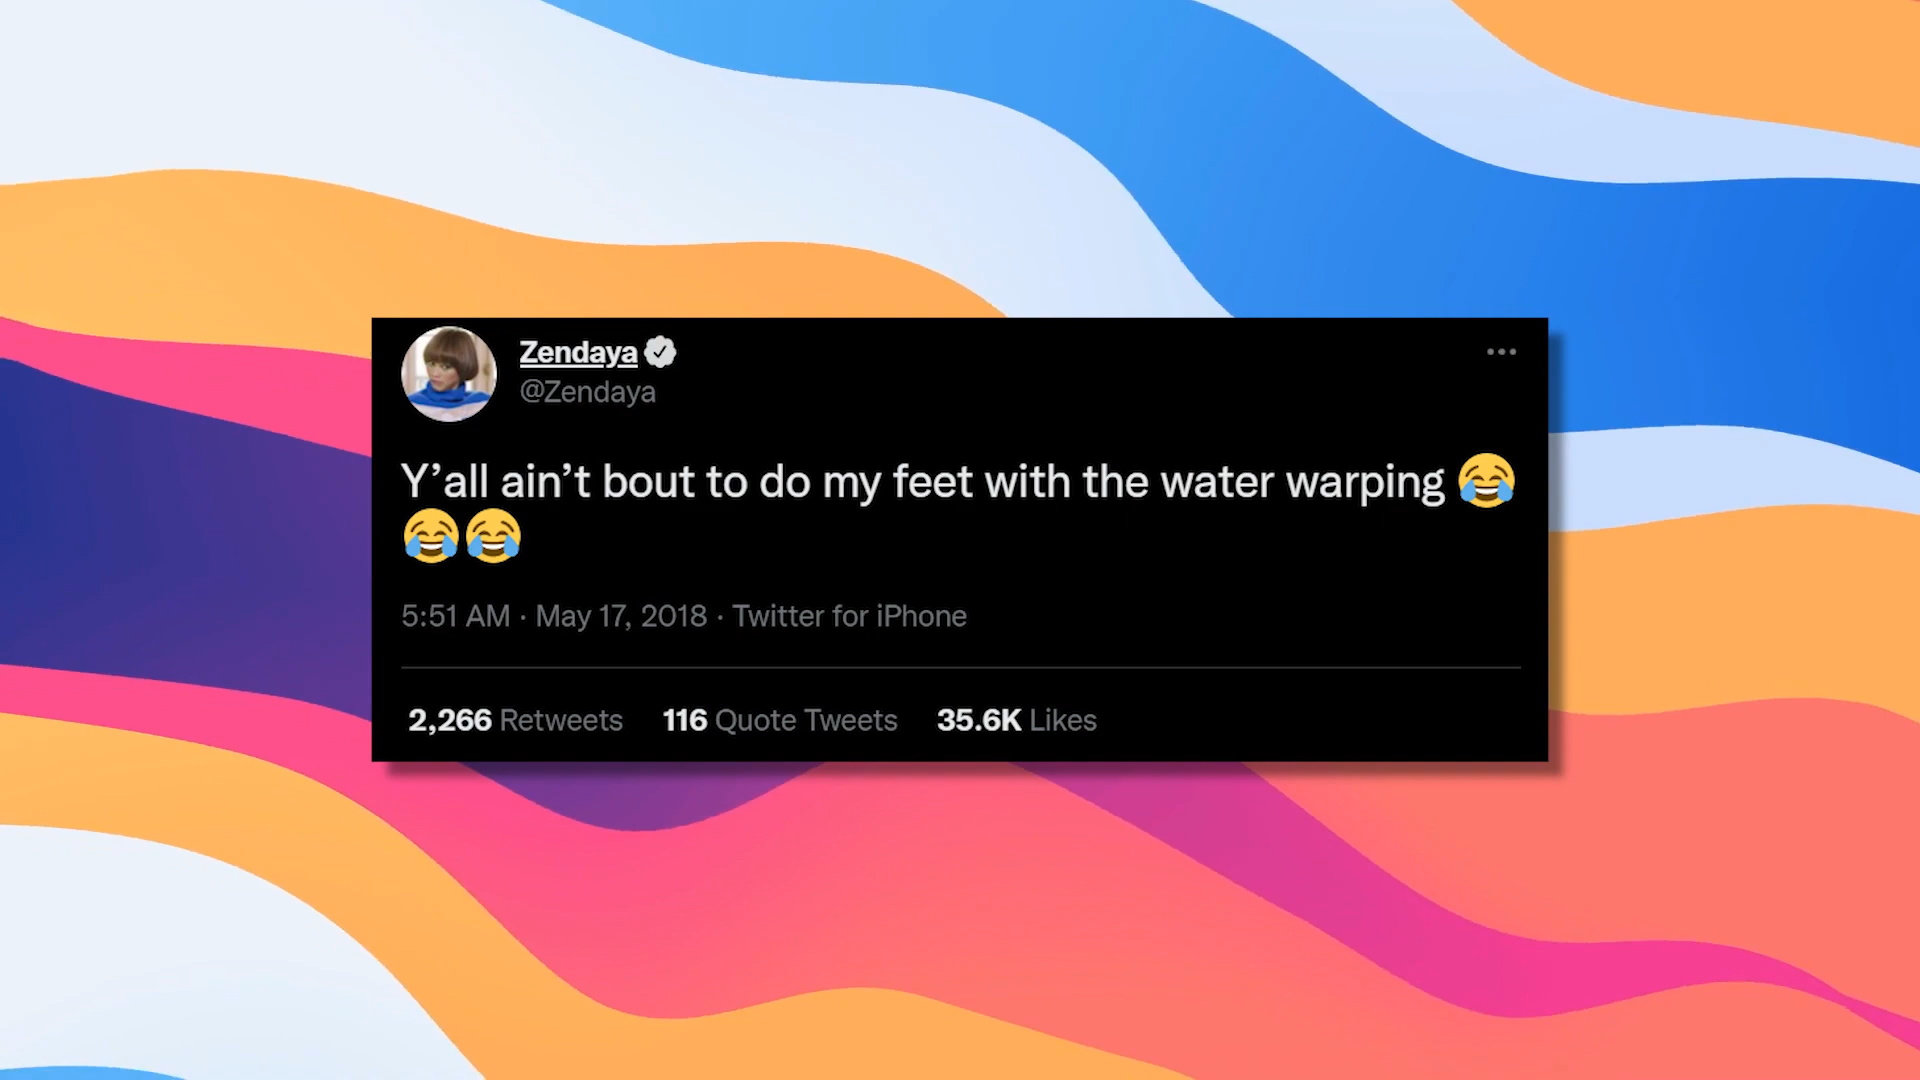 Zendaya
@Zendaya
Y’all ain’t bout to do my feet with the water warping 😂
😂😂
5:51 AM · May 17, 2018 · Twitter for iPhone
2,266 Retweets 116 Quote Tweets 35.6K Likes